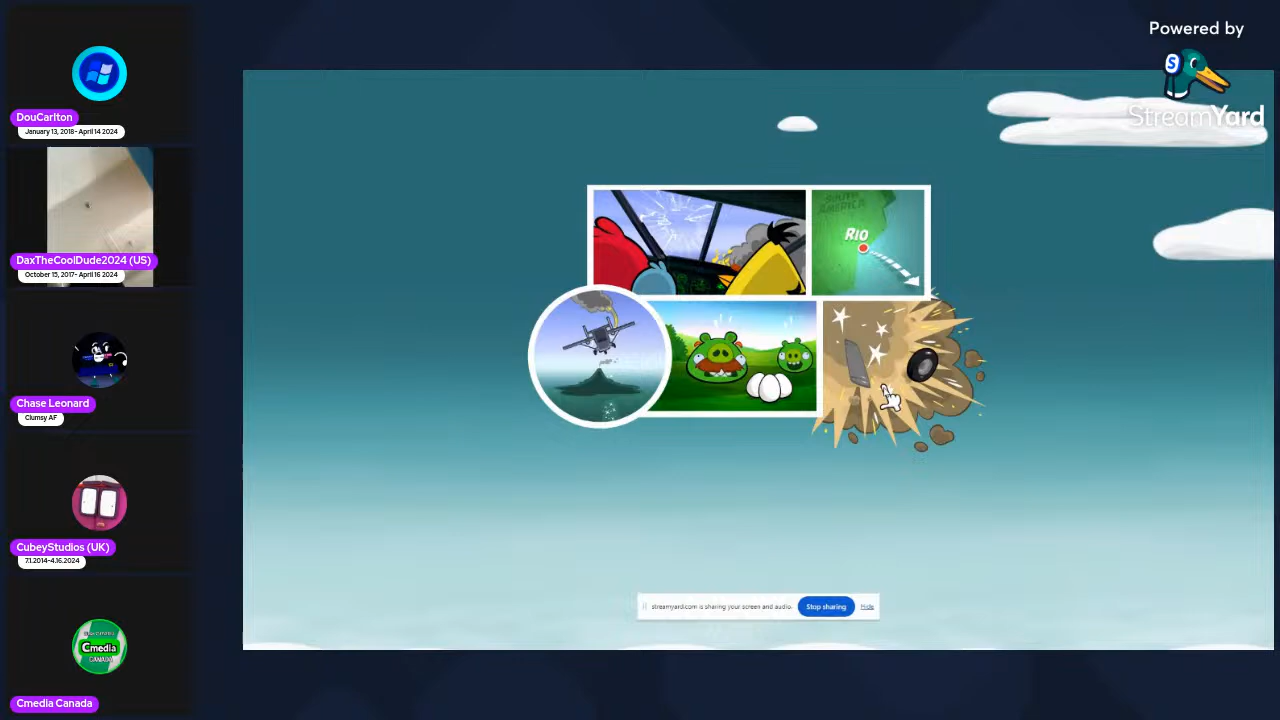 Powered by
StreamYard
DouCarlton
January 13, 2018- April 14 2024
DaxTheCoolDude2024 (US)
October 15, 2017- April 16 2024
Chase Leonard
Clumsy AF
CubeyStudios (UK)
7.1.2014-4.16.2024
Cmedia
CANADA
Cmedia Canada
SOUTH
AMERICA
RIO
streamyard.com is sharing your screen and audio.
Stop sharing
Hide